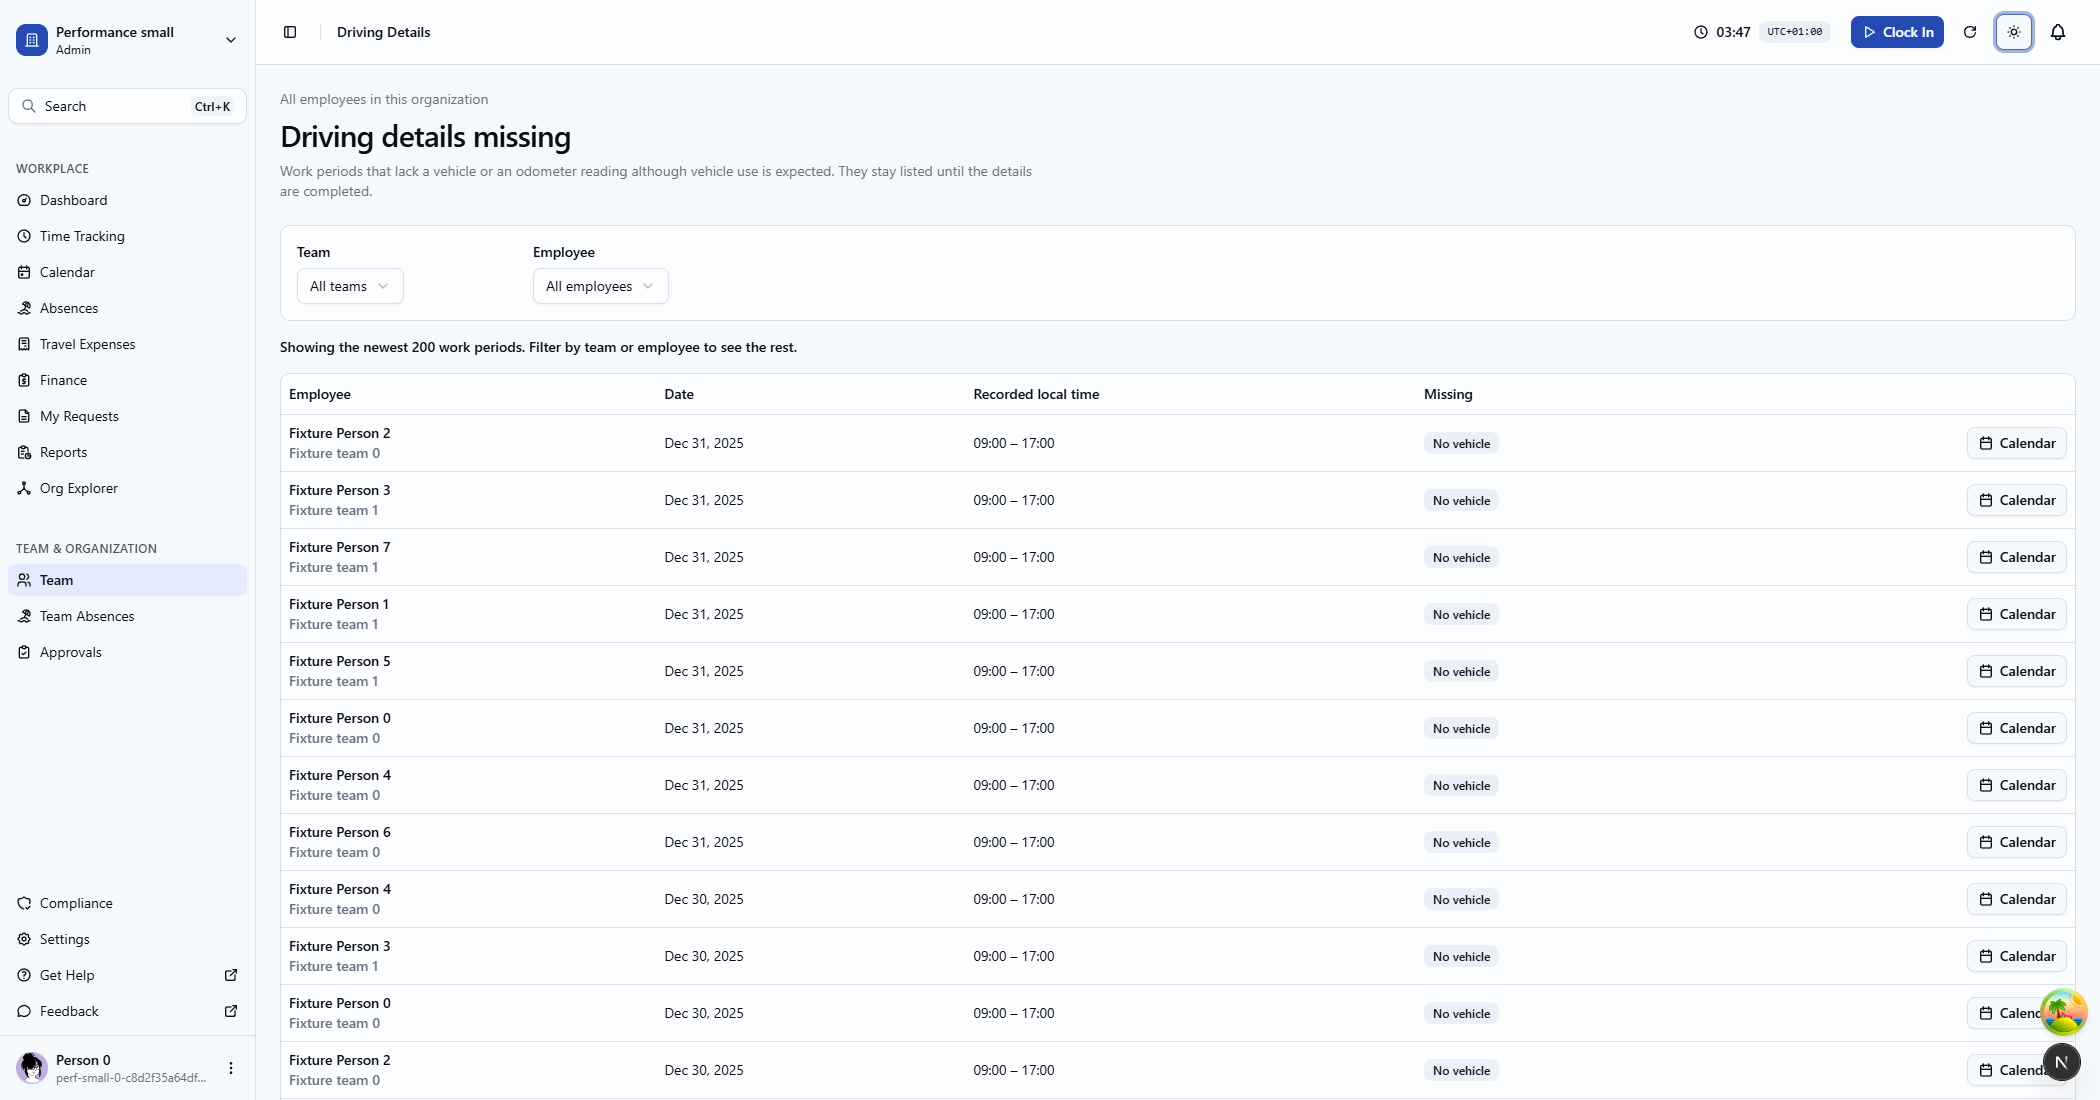 Performance small
Admin
Search
Ctrl+K
WORKPLACE
Dashboard
Time Tracking
Calendar
Absences
Travel Expenses
Finance
My Requests
Reports
Org Explorer
TEAM & ORGANIZATION
Team
Team Absences
Approvals
Compliance
Settings
Get Help
Feedback
Person 0
perf-small-0-c8d2f35a64df...
Driving Details
03:47
UTC+01:00
Clock In
All employees in this organization
Driving details missing
Work periods that lack a vehicle or an odometer reading although vehicle use is expected. They stay listed until the details
are completed.
Team
Employee
All teams
All employees
Showing the newest 200 work periods. Filter by team or employee to see the rest.
Employee Date Recorded local time Missing
Fixture Person 2
Fixture team 0
Dec 31, 2025 09:00 – 17:00 No vehicle Calendar
Fixture Person 3
Fixture team 1
Dec 31, 2025 09:00 – 17:00 No vehicle Calendar
Fixture Person 7
Fixture team 1
Dec 31, 2025 09:00 – 17:00 No vehicle Calendar
Fixture Person 1
Fixture team 1
Dec 31, 2025 09:00 – 17:00 No vehicle Calendar
Fixture Person 5
Fixture team 1
Dec 31, 2025 09:00 – 17:00 No vehicle Calendar
Fixture Person 0
Fixture team 0
Dec 31, 2025 09:00 – 17:00 No vehicle Calendar
Fixture Person 4
Fixture team 0
Dec 31, 2025 09:00 – 17:00 No vehicle Calendar
Fixture Person 6
Fixture team 0
Dec 31, 2025 09:00 – 17:00 No vehicle Calendar
Fixture Person 4
Fixture team 0
Dec 30, 2025 09:00 – 17:00 No vehicle Calendar
Fixture Person 3
Fixture team 1
Dec 30, 2025 09:00 – 17:00 No vehicle Calendar
Fixture Person 0
Fixture team 0
Dec 30, 2025 09:00 – 17:00 No vehicle Calend
Fixture Person 2
Fixture team 0
Dec 30, 2025 09:00 – 17:00 No vehicle Calend
N